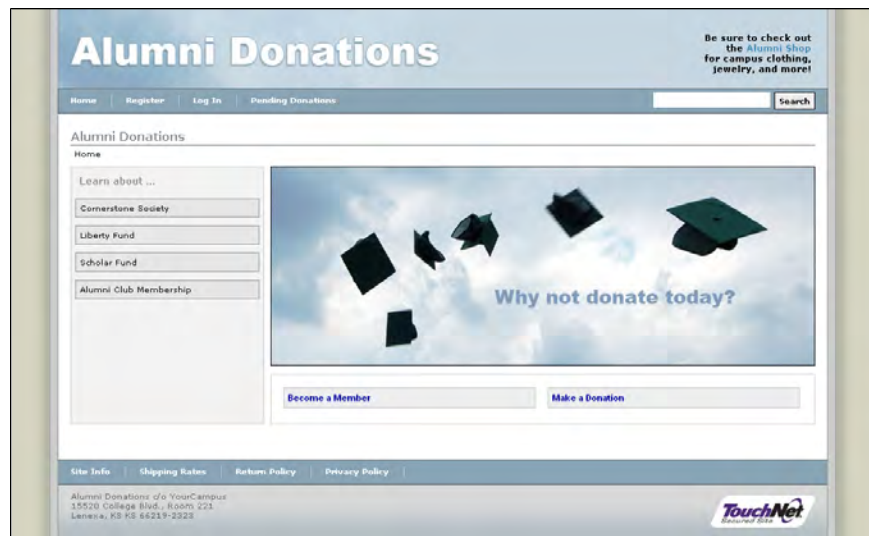 Alumni Donations
Be sure to check out
the Alumni Shop
for campus clothing,
jewelry, and more!
Home Register Log In Pending Donations Search
Alumni Donations
Home
Learn about ...
Cornerstone Society
Liberty Fund
Scholar Fund
Alumni Club Membership
Why not donate today?
Become a Member Make a Donation
Site Info Shipping Rates Return Policy Privacy Policy
Alumni Donations c/o YourCampus
15520 College Blvd., Room 221
Lenexa, KS KS 66219-2323
TouchNet
Secured Site